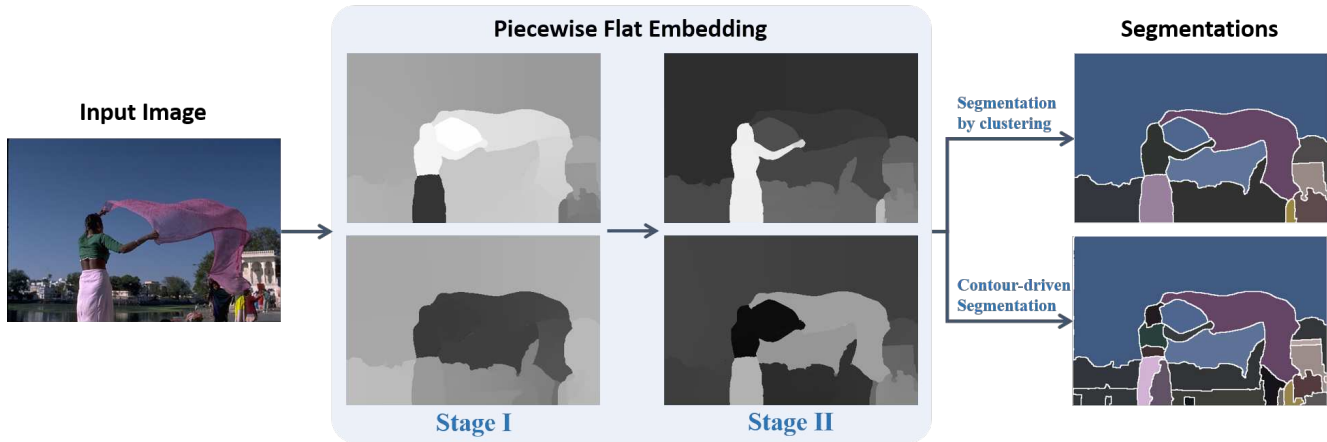 Piecewise Flat Embedding
Segmentations
Input Image
Segmentation
by clustering
Contour-driven
Segmentation
Stage I
Stage II